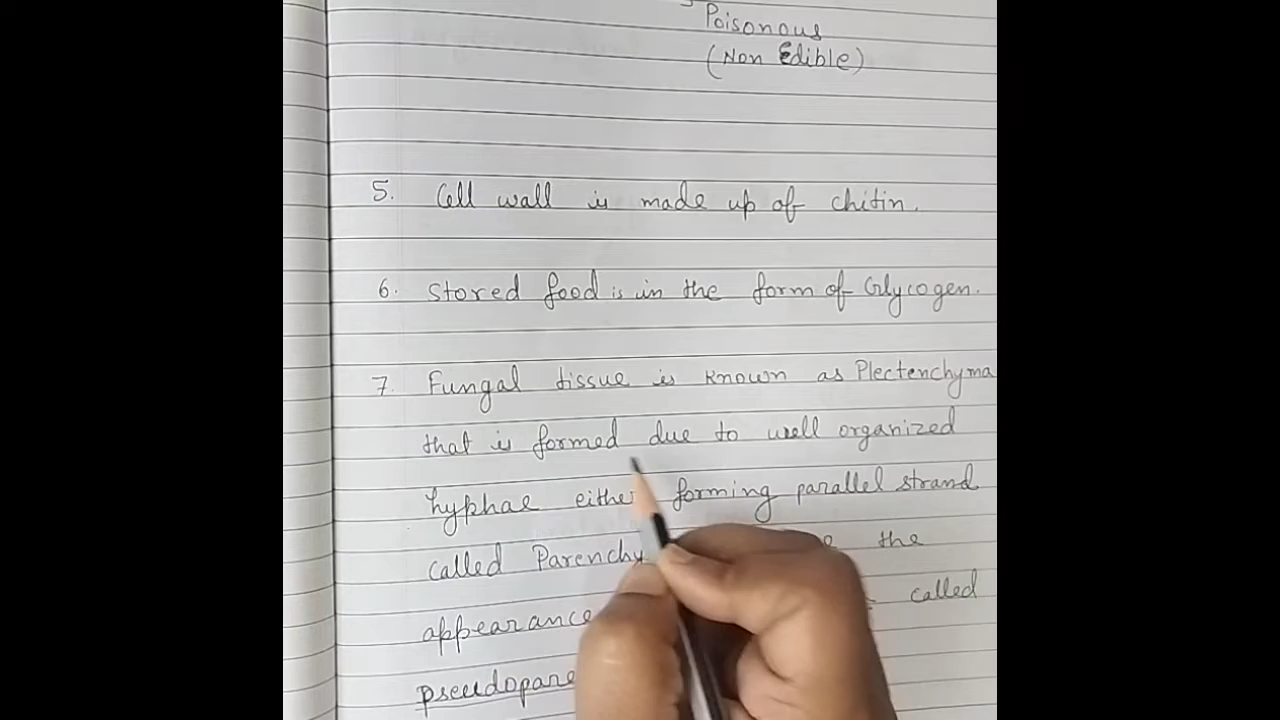 Poisonous
(Non Edible)
5. Cell wall is made up of chitin.
6. Stored food is in the form of Glycogen.
7. Fungal tissue is known as Plectenchyma
that is formed due to well organized
hyphae either forming parallel strand
called Parenchy the
appearance called
pseudopare